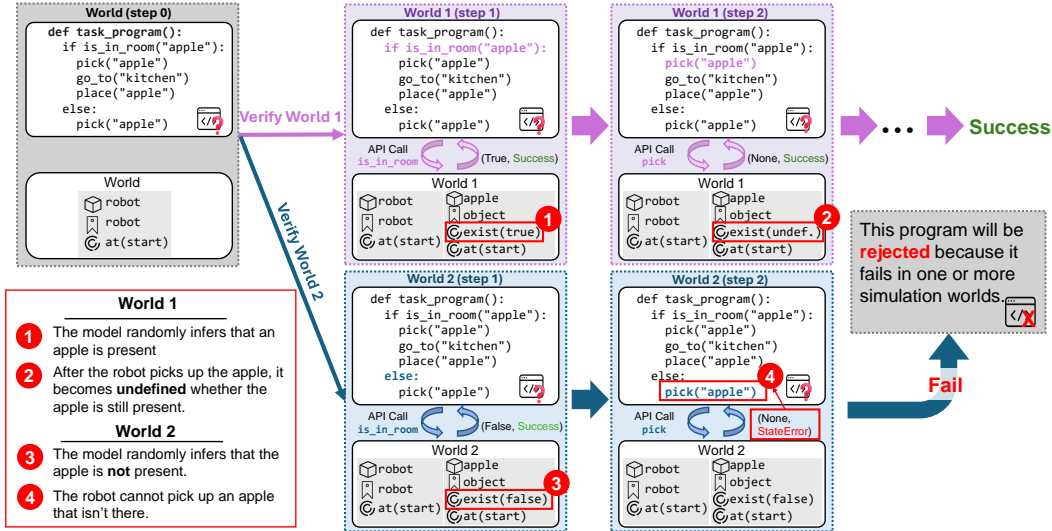 World (step 0)
def task_program():
if is_in_room("apple"):
pick("apple")
go_to("kitchen")
place("apple")
else:
pick("apple")
</>?
World
robot
robot
at(start)
Verify World 1
Verify World 2
World 1 (step 1)
def task_program():
if is_in_room("apple"):
pick("apple")
go_to("kitchen")
place("apple")
else:
pick("apple")
</>?
API Call
is_in_room
(True, Success)
World 1
robot
robot
at(start)
apple
object
exist(true)
at(start)
1
World 1 (step 2)
def task_program():
if is_in_room("apple"):
pick("apple")
go_to("kitchen")
place("apple")
else:
pick("apple")
</>?
API Call
pick
(None, Success)
World 1
robot
robot
at(start)
apple
object
exist(undef.)
at(start)
2
...
Success
World 2 (step 1)
def task_program():
if is_in_room("apple"):
pick("apple")
go_to("kitchen")
place("apple")
else:
pick("apple")
</>?
API Call
is_in_room
(False, Success)
World 2
robot
robot
at(start)
apple
object
exist(false)
at(start)
3
World 2 (step 2)
def task_program():
if is_in_room("apple"):
pick("apple")
go_to("kitchen")
place("apple")
else:
pick("apple")
4
</>?
API Call
pick
(None,
StateError)
World 2
robot
robot
at(start)
apple
object
exist(false)
at(start)
Fail
This program will be
rejected because it
fails in one or more
simulation worlds.
</>X
World 1
1
The model randomly infers that an
apple is present
2
After the robot picks up the apple, it
becomes undefined whether the
apple is still present.
World 2
3
The model randomly infers that the
apple is not present.
4
The robot cannot pick up an apple
that isn't there.